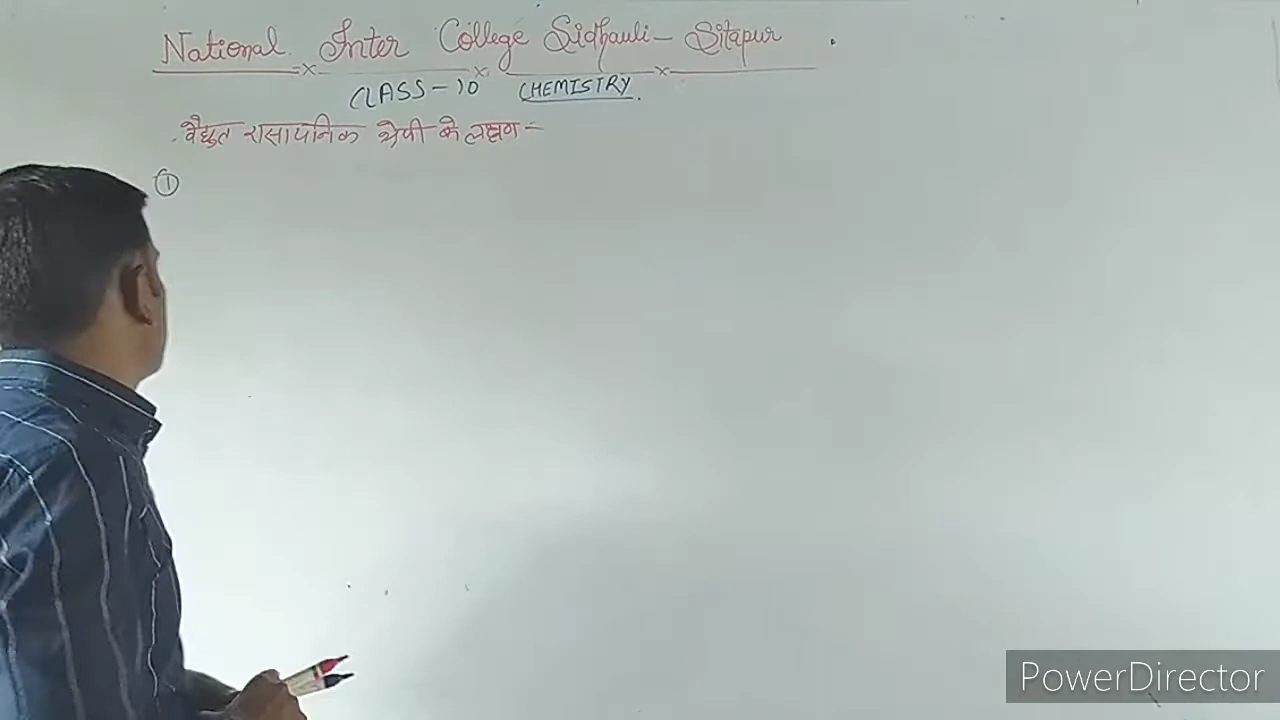 National Inter College Sidhauli- Sitapur
CLASS-10 CHEMISTRY
वैद्युत रासायनिक श्रेणी के लक्षण-
①
PowerDirector